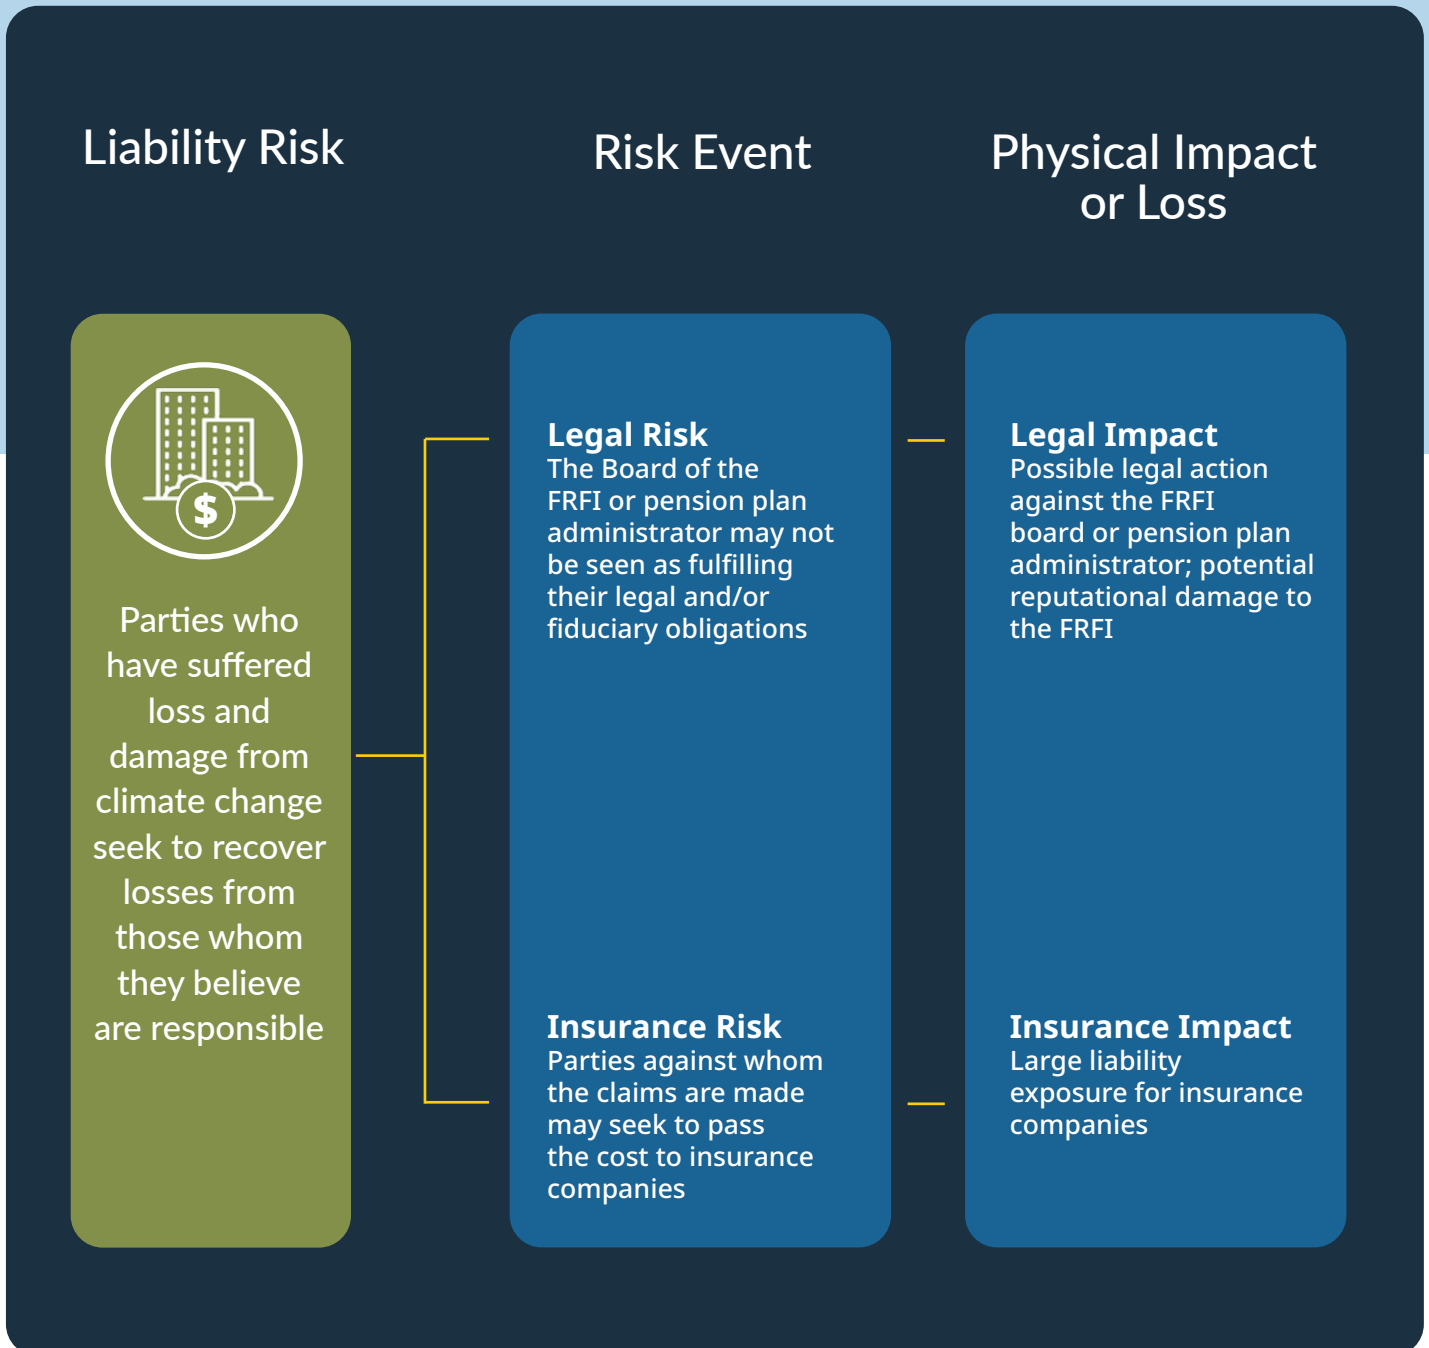 Liability Risk
Risk Event
Physical Impact
or Loss
$
Parties who
have suffered
loss and
damage from
climate change
seek to recover
losses from
those whom
they believe
are responsible
Legal Risk
The Board of the
FRFI or pension plan
administrator may not
be seen as fulfilling
their legal and/or
fiduciary obligations
Legal Impact
Possible legal action
against the FRFI
board or pension plan
administrator; potential
reputational damage to
the FRFI
Insurance Risk
Parties against whom
the claims are made
may seek to pass
the cost to insurance
companies
Insurance Impact
Large liability
exposure for insurance
companies